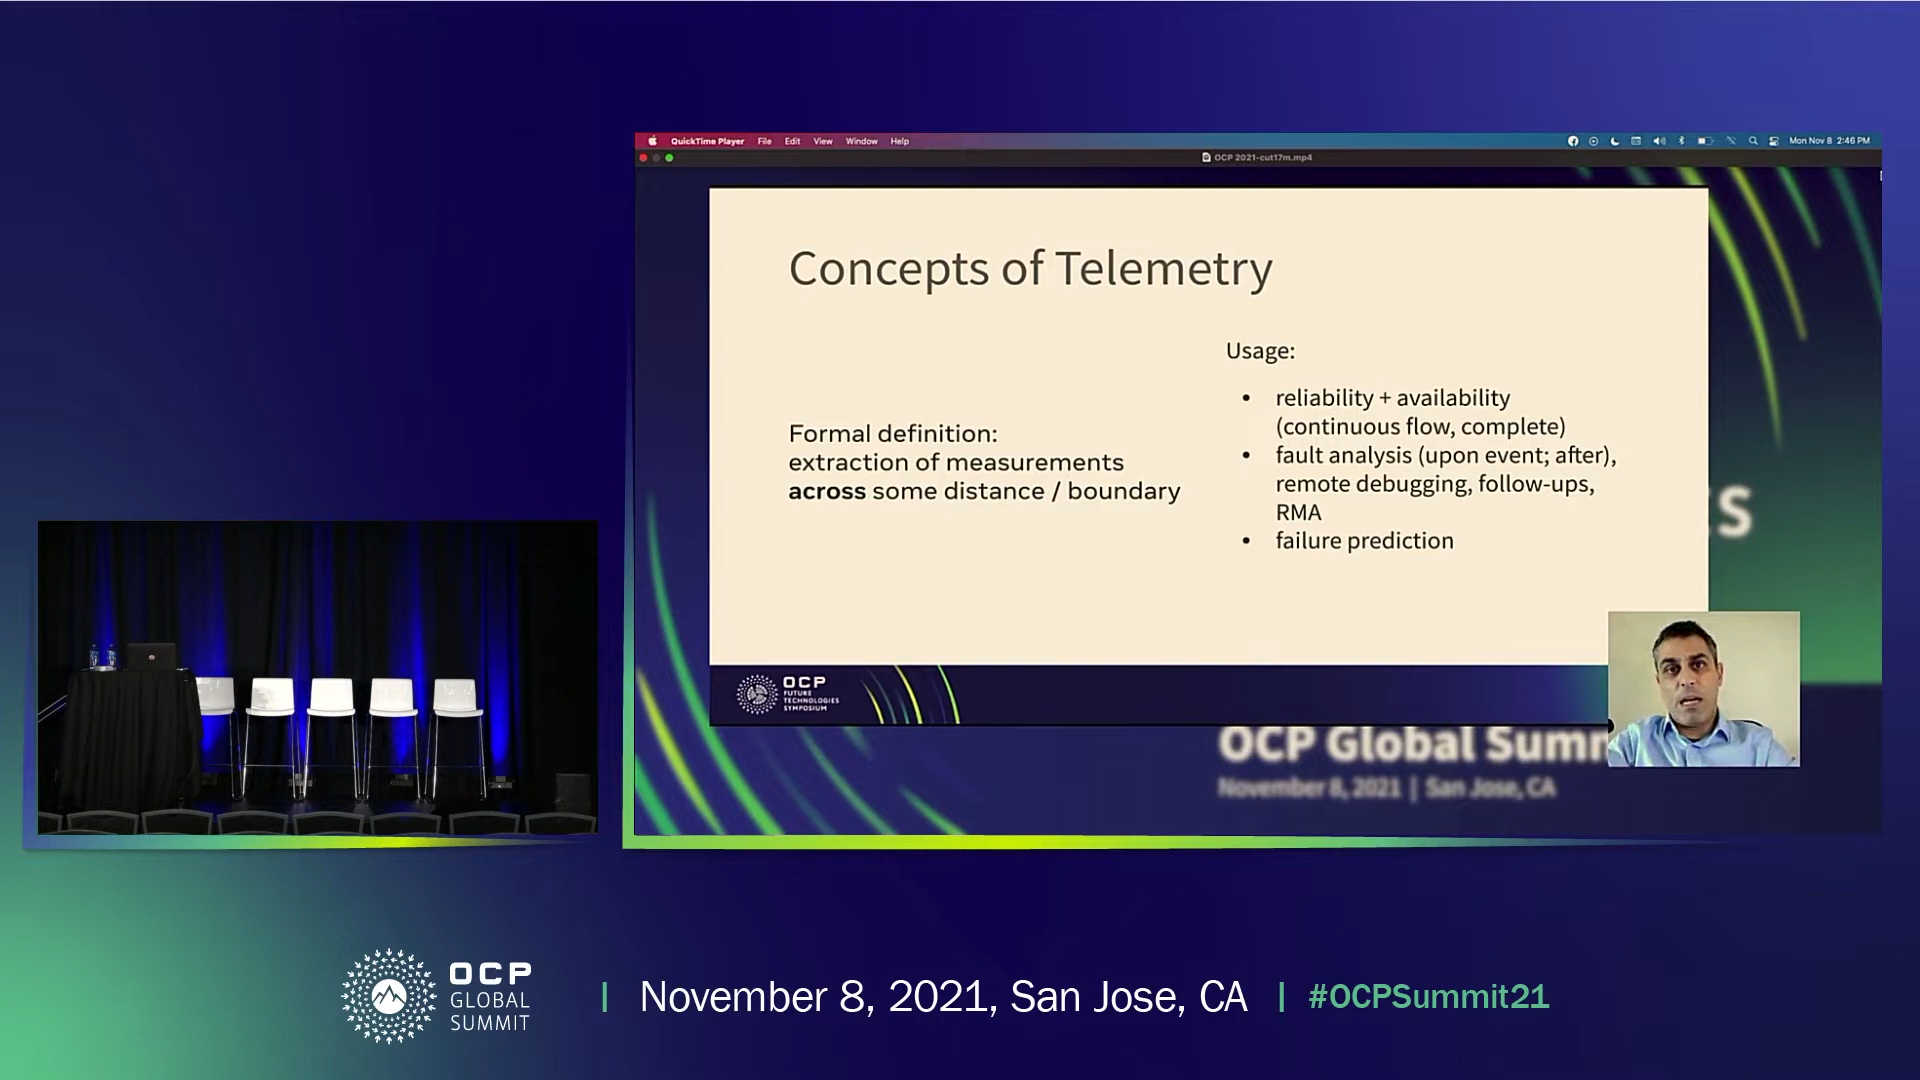 QuickTime Player File Edit View Window Help
Mon Nov 8 2:46 PM
OCP 2021-cut17m.mp4
Concepts of Telemetry
Formal definition:
extraction of measurements
across some distance / boundary
Usage:
• reliability + availability
(continuous flow, complete)
• fault analysis (upon event; after),
remote debugging, follow-ups,
RMA
• failure prediction
OCP
FUTURE
TECHNOLOGIES
SYMPOSIUM
OCP Global Summ
November 8, 2021 | San Jose, CA
OCP
GLOBAL
SUMMIT
| November 8, 2021, San Jose, CA | #OCPSummit21